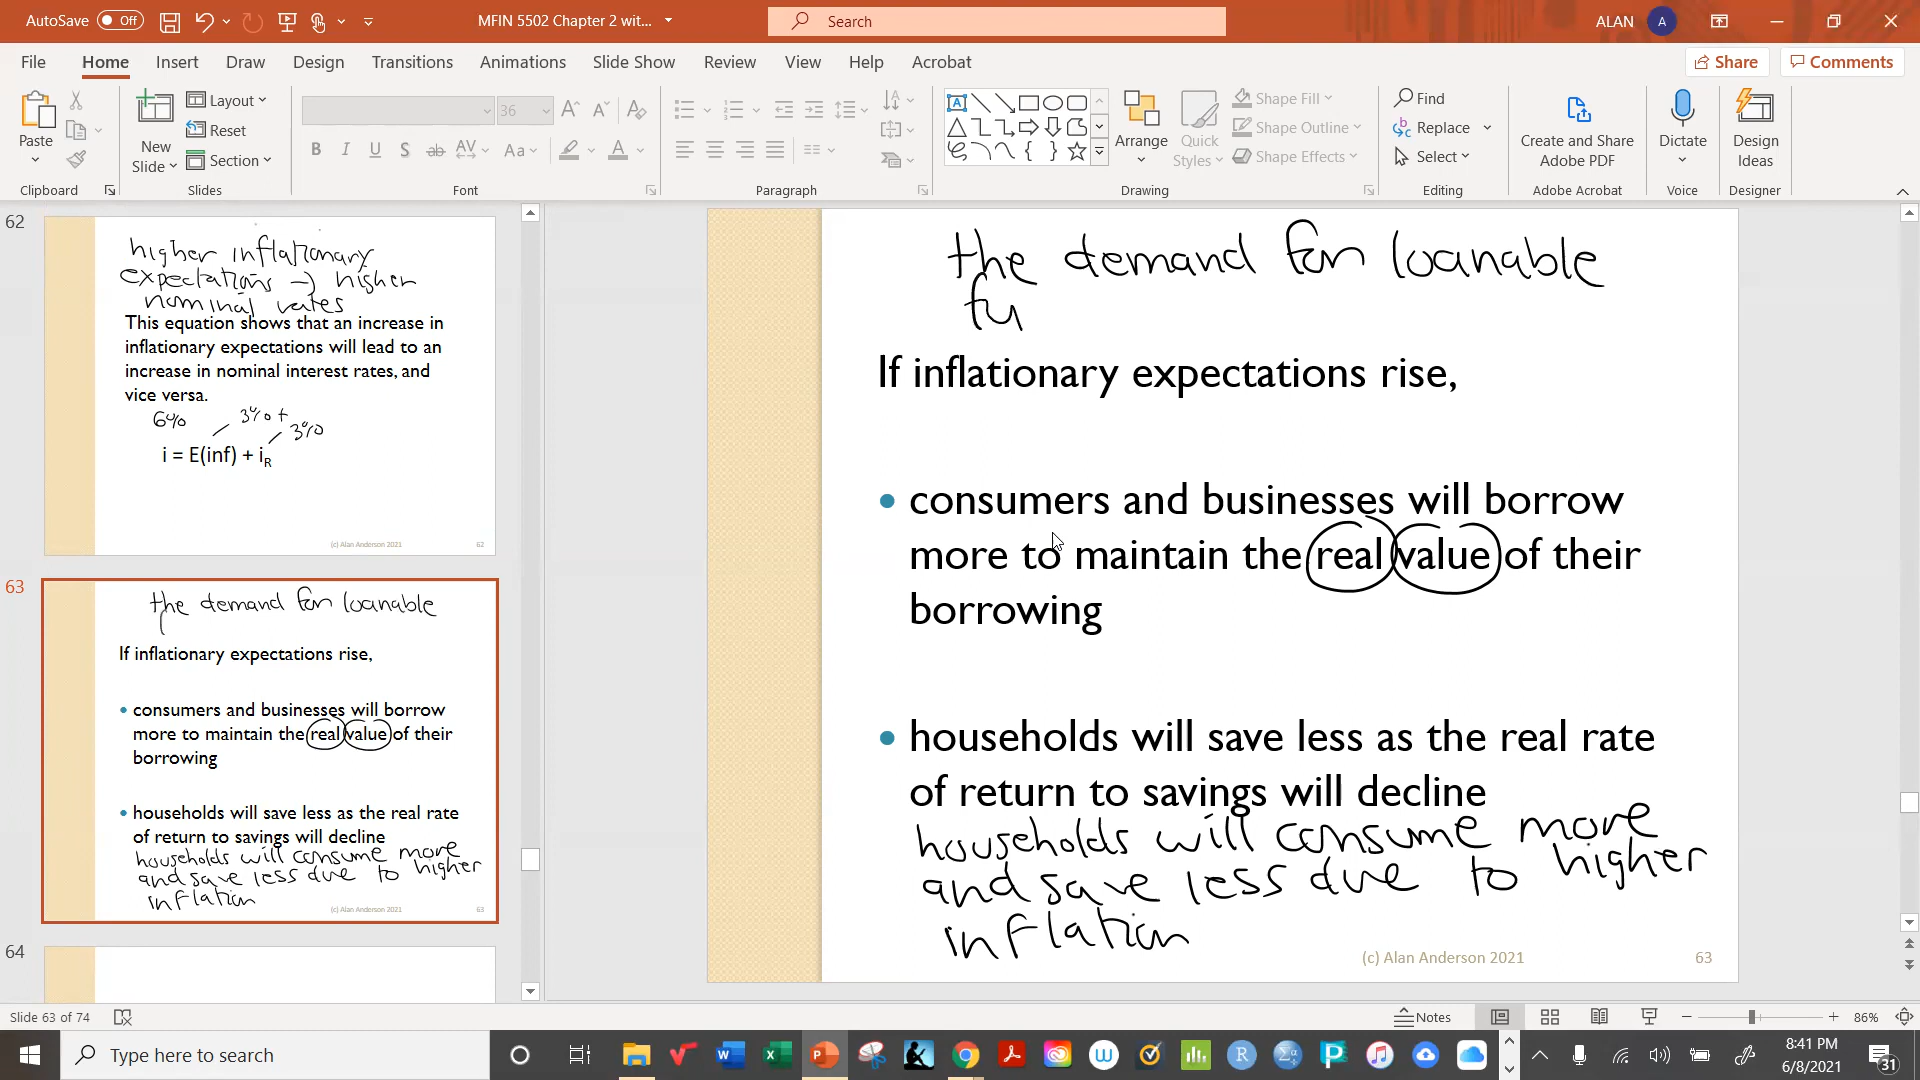 AutoSave Off
MFIN 5502 Chapter 2 wit...
Search
ALAN A
File Home Insert Draw Design Transitions Animations Slide Show Review View Help Acrobat
Share Comments
Paste
New Slide
Layout
Reset
Section
36
B I U S ab AV Aa A
Arrange
Quick Styles
Shape Fill
Shape Outline
Shape Effects
Find
Replace
Select
Create and Share Adobe PDF
Dictate
Design Ideas
Clipboard Slides Font Paragraph Drawing Editing Adobe Acrobat Voice Designer
62
higher inflationary
expectations → higher
nominal rates
This equation shows that an increase in
inflationary expectations will lead to an
increase in nominal interest rates, and
vice versa.
6% 3% +
3%
i = E(inf) + iR
(c) Alan Anderson 2021 62
63
the demand for loanable
If inflationary expectations rise,
• consumers and businesses will borrow
more to maintain the real value of their
borrowing
• households will save less as the real rate
of return to savings will decline
households will consume more
and save less due to higher
inflation
(c) Alan Anderson 2021 63
64
the demand for loanable
fu
If inflationary expectations rise,
• consumers and businesses will borrow
more to maintain the real value of their
borrowing
• households will save less as the real rate
of return to savings will decline
households will consume more
and save less due to higher
inflation
(c) Alan Anderson 2021 63
Slide 63 of 74
Notes
86%
Type here to search
8:41 PM
6/8/2021
31